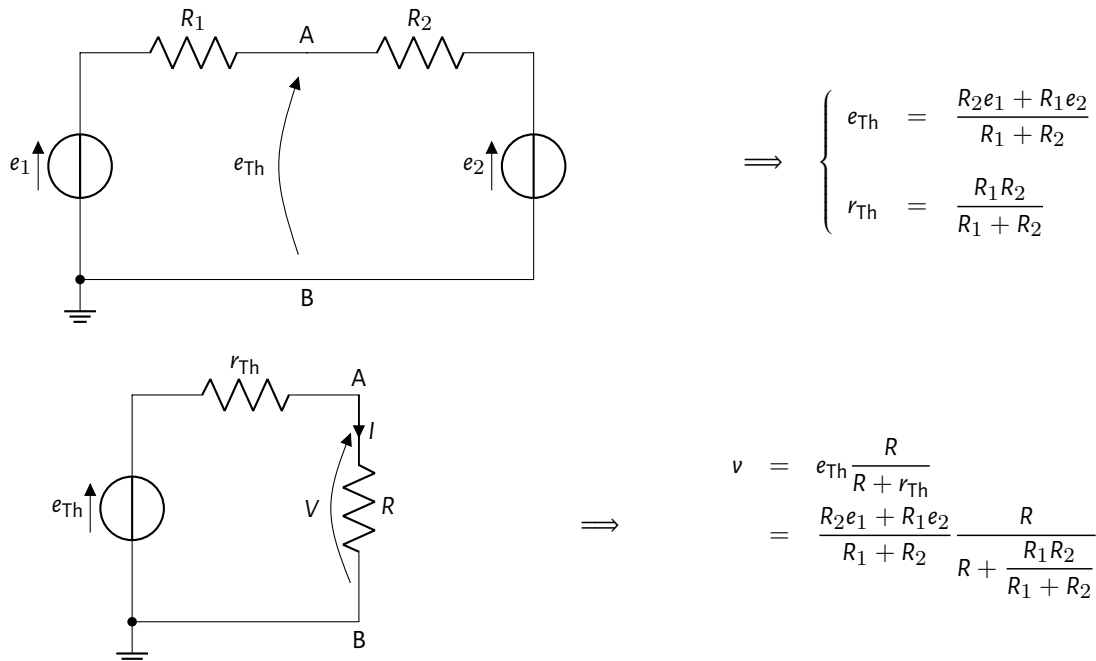 R1 A R2
e1 eTh e2
B
⟹ { eTh = (R2e1 + R1e2) / (R1 + R2)
rTh = R1R2 / (R1 + R2)
rTh A
I
eTh V R
B
⟹ v = eTh R / (R + rTh)
= (R2e1 + R1e2) / (R1 + R2) R / (R + R1R2 / (R1 + R2))